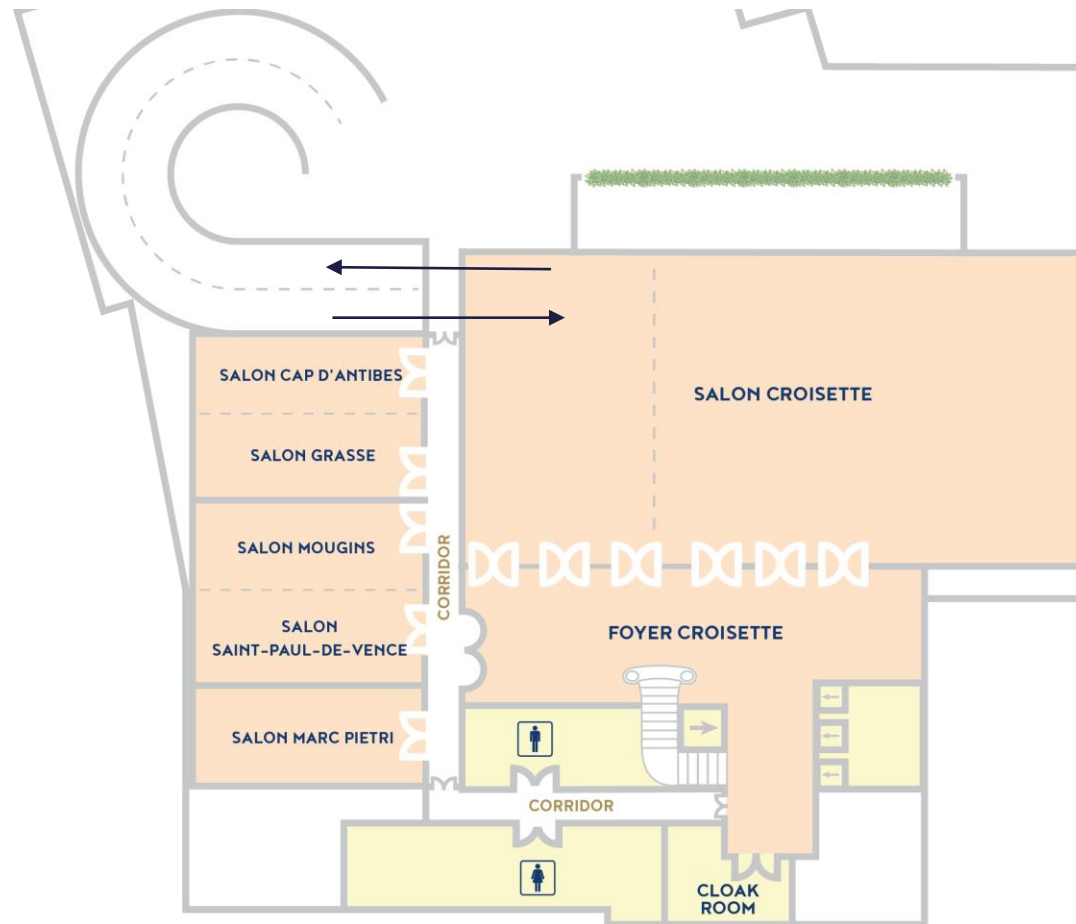 SALON CAP D'ANTIBES
SALON GRASSE
SALON MOUGINS
SALON
SAINT-PAUL-DE-VENCE
SALON MARC PIETRI
CORRIDOR
SALON CROISETTE
FOYER CROISETTE
CORRIDOR
CLOAK
ROOM